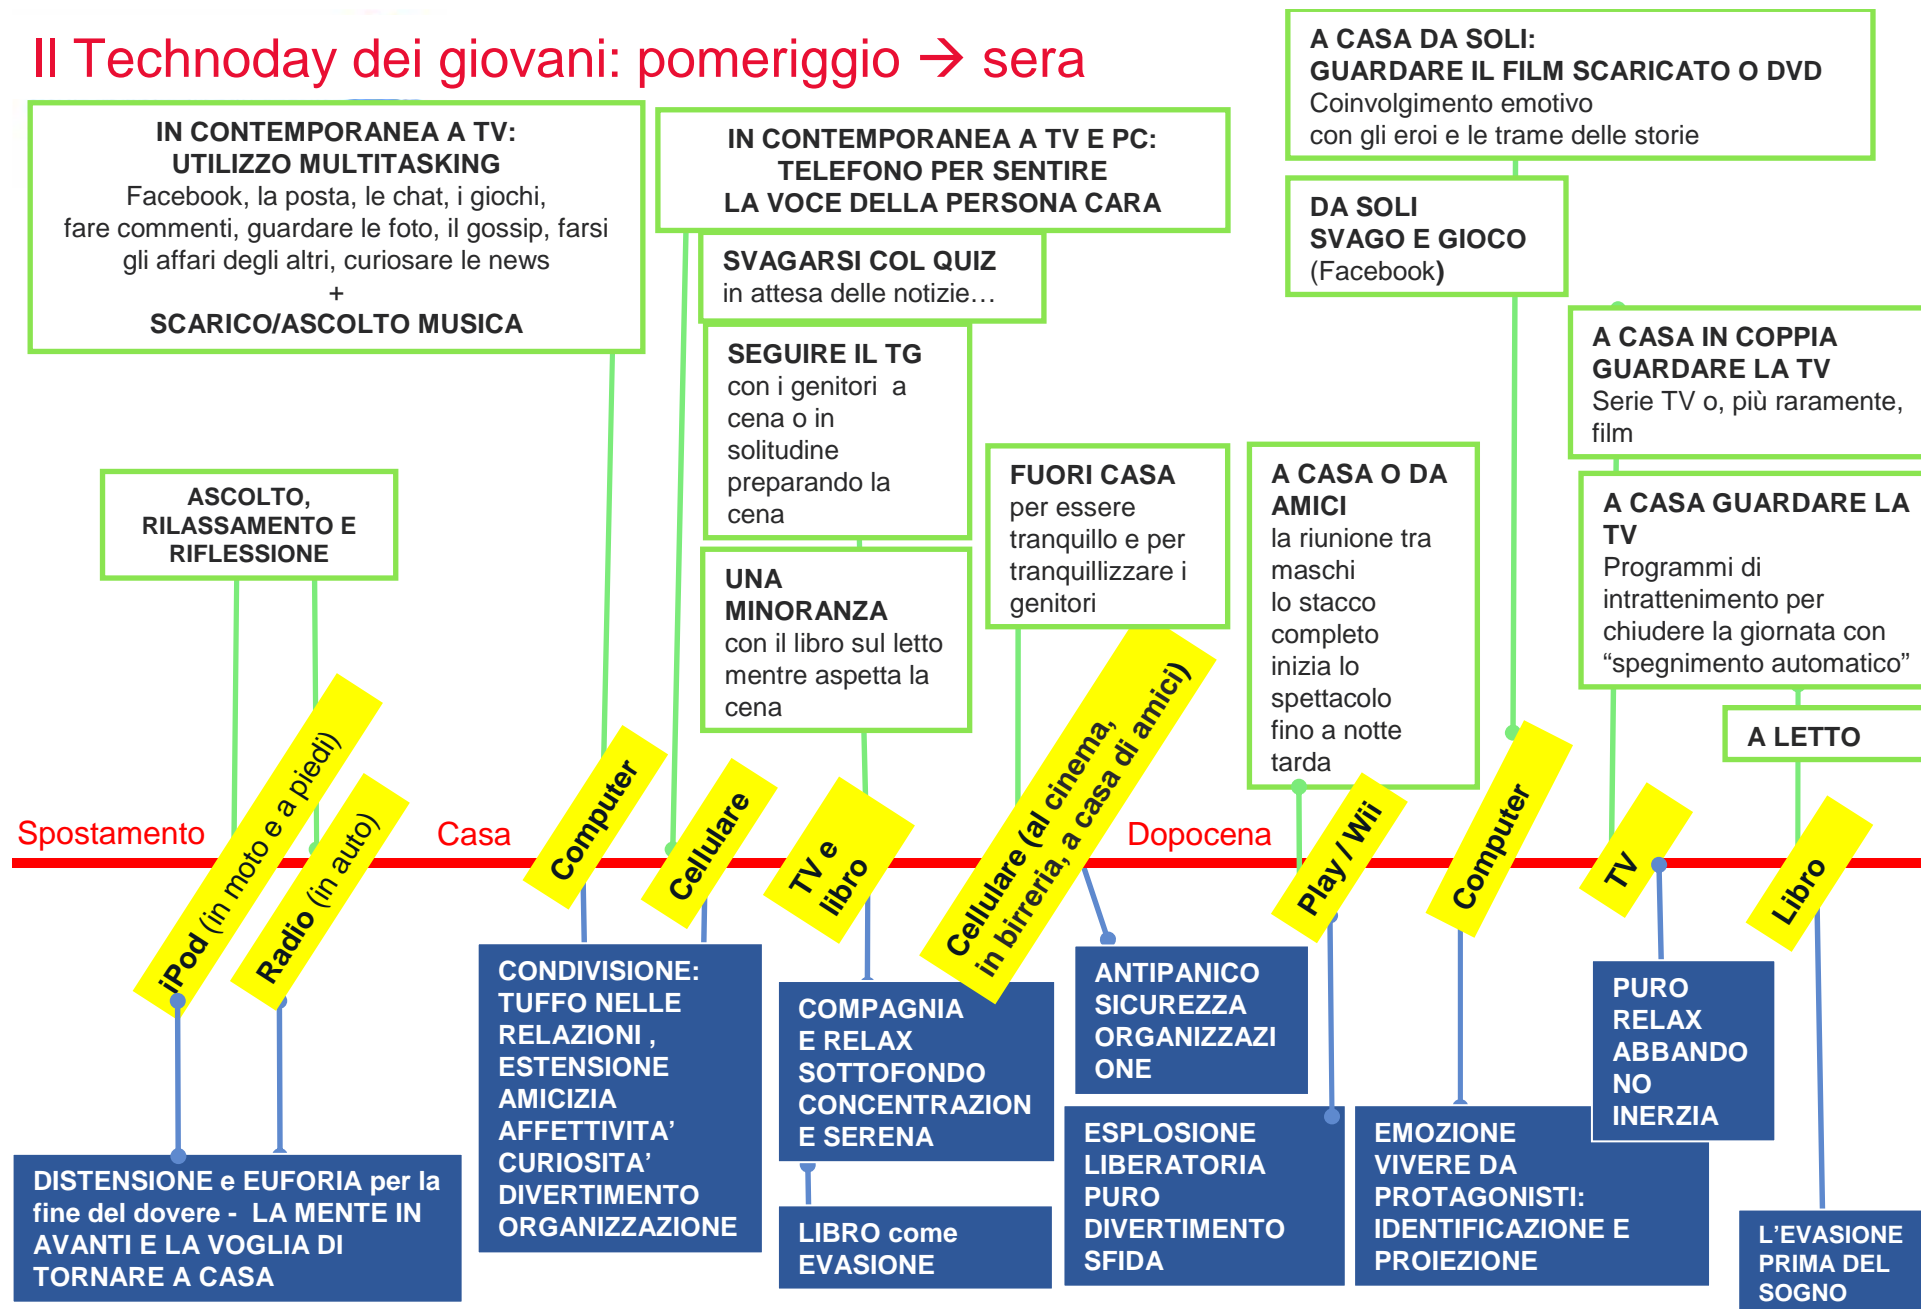 Il Technoday dei giovani: pomeriggio → sera
IN CONTEMPORANEA A TV:
UTILIZZO MULTITASKING
Facebook, la posta, le chat, i giochi,
fare commenti, guardare le foto, il gossip, farsi
gli affari degli altri, curiosare le news
+
SCARICO/ASCOLTO MUSICA
IN CONTEMPORANEA A TV E PC:
TELEFONO PER SENTIRE
LA VOCE DELLA PERSONA CARA
A CASA DA SOLI:
GUARDARE IL FILM SCARICATO O DVD
Coinvolgimento emotivo
con gli eroi e le trame delle storie
DA SOLI
SVAGO E GIOCO
(Facebook)
SVAGARSI COL QUIZ
in attesa delle notizie…
SEGUIRE IL TG
con i genitori a
cena o in
solitudine
preparando la
cena
A CASA IN COPPIA
GUARDARE LA TV
Serie TV o, più raramente,
film
ASCOLTO,
RILASSAMENTO E
RIFLESSIONE
UNA
MINORANZA
con il libro sul letto
mentre aspetta la
cena
FUORI CASA
per essere
tranquillo e per
tranquillizzare i
genitori
A CASA O DA
AMICI
la riunione tra
maschi
lo stacco
completo
inizia lo
spettacolo
fino a notte
tarda
A CASA GUARDARE LA
TV
Programmi di
intrattenimento per
chiudere la giornata con
“spegnimento automatico”
A LETTO
Spostamento
Casa
Dopocena
iPod (in moto e a piedi)
Radio (in auto)
Computer
Cellulare
TV e
libro
Cellulare (al cinema,
in birreria, a casa di amici)
Play / Wii
Computer
TV
Libro
DISTENSIONE e EUFORIA per la
fine del dovere - LA MENTE IN
AVANTI E LA VOGLIA DI
TORNARE A CASA
CONDIVISIONE:
TUFFO NELLE
RELAZIONI ,
ESTENSIONE
AMICIZIA
AFFETTIVITA’
CURIOSITA’
DIVERTIMENTO
ORGANIZZAZIONE
COMPAGNIA
E RELAX
SOTTOFONDO
CONCENTRAZION
E SERENA
LIBRO come
EVASIONE
ANTIPANICO
SICUREZZA
ORGANIZZAZI
ONE
ESPLOSIONE
LIBERATORIA
PURO
DIVERTIMENTO
SFIDA
EMOZIONE
VIVERE DA
PROTAGONISTI:
IDENTIFICAZIONE E
PROIEZIONE
PURO
RELAX
ABBANDO
NO
INERZIA
L’EVASIONE
PRIMA DEL
SOGNO